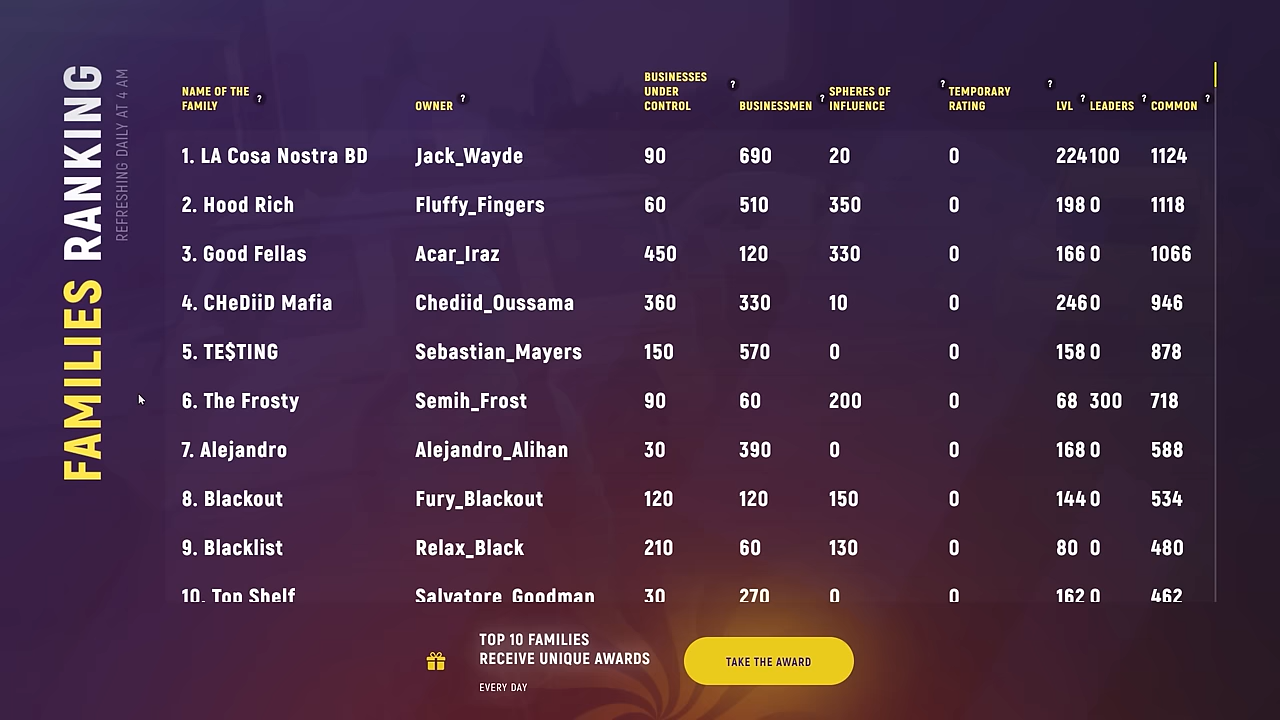 FAMILIES RANKING
REFRESHING DAILY AT 4 AM
NAME OF THE FAMILY ? OWNER ? BUSINESSES UNDER CONTROL ? BUSINESSMEN ? SPHERES OF INFLUENCE ? TEMPORARY RATING ? LVL ? LEADERS ? COMMON ?
1. LA Cosa Nostra BD Jack_Wayde 90 690 20 0 224 100 1124
2. Hood Rich Fluffy_Fingers 60 510 350 0 198 0 1118
3. Good Fellas Acar_Iraz 450 120 330 0 166 0 1066
4. CHeDiiD Mafia Chediid_Oussama 360 330 10 0 246 0 946
5. TE$TING Sebastian_Mayers 150 570 0 0 158 0 878
6. The Frosty Semih_Frost 90 60 200 0 68 300 718
7. Alejandro Alejandro_Alihan 30 390 0 0 168 0 588
8. Blackout Fury_Blackout 120 120 150 0 144 0 534
9. Blacklist Relax_Black 210 60 130 0 80 0 480
10. Top Shelf Salvatore_Goodman 30 270 0 0 162 0 462
TOP 10 FAMILIES
RECEIVE UNIQUE AWARDS
EVERY DAY
TAKE THE AWARD